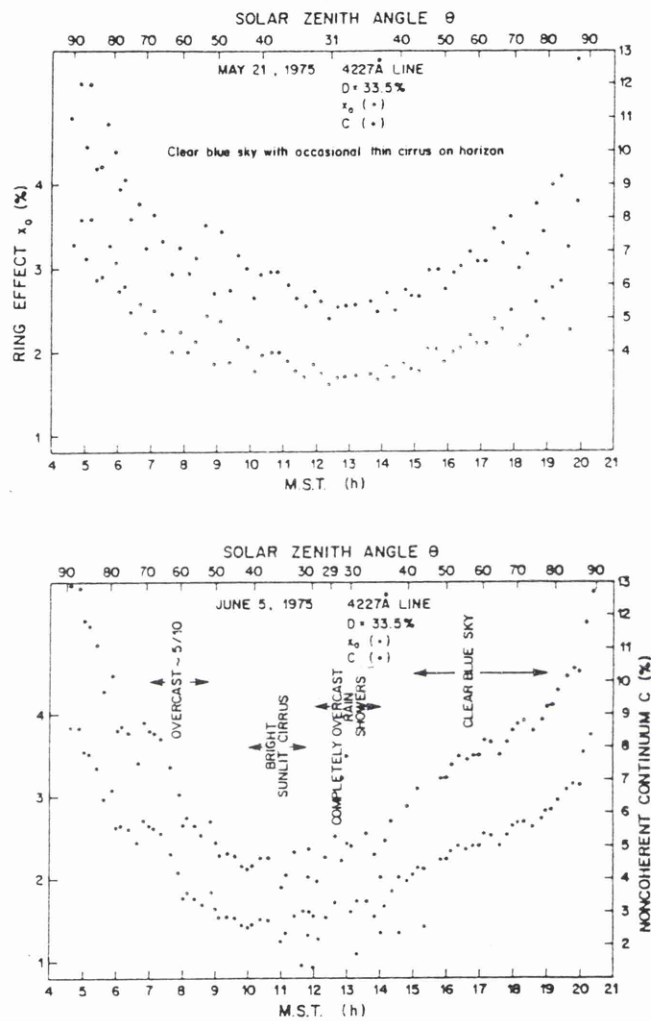 SOLAR ZENITH ANGLE θ
90 80 70 60 50 40 31 40 50 60 70 80 90
MAY 21, 1975 4227Å LINE
D = 33.5%
x₀ (∘)
C (•)
Clear blue sky with occasional thin cirrus on horizon
RING EFFECT x₀ (%)
4
3
2
1
13
12
11
10
9
8
7
6
5
4
4 5 6 7 8 9 10 11 12 13 14 15 16 17 18 19 20 21
M.S.T. (h)
SOLAR ZENITH ANGLE θ
90 80 70 60 50 40 30 29 30 40 50 60 70 80 90
JUNE 5, 1975 4227Å LINE
D = 33.5%
x₀ (∘)
C (•)
OVERCAST ~ 5/10
BRIGHT
SUNLIT CIRRUS
COMPLETELY OVERCAST
RAIN
SHOWERS
CLEAR BLUE SKY
4
3
2
1
NONCOHERENT CONTINUUM C (%)
13
12
11
10
9
8
7
6
5
4
3
2
4 5 6 7 8 9 10 11 12 13 14 15 16 17 18 19 20 21
M.S.T. (h)